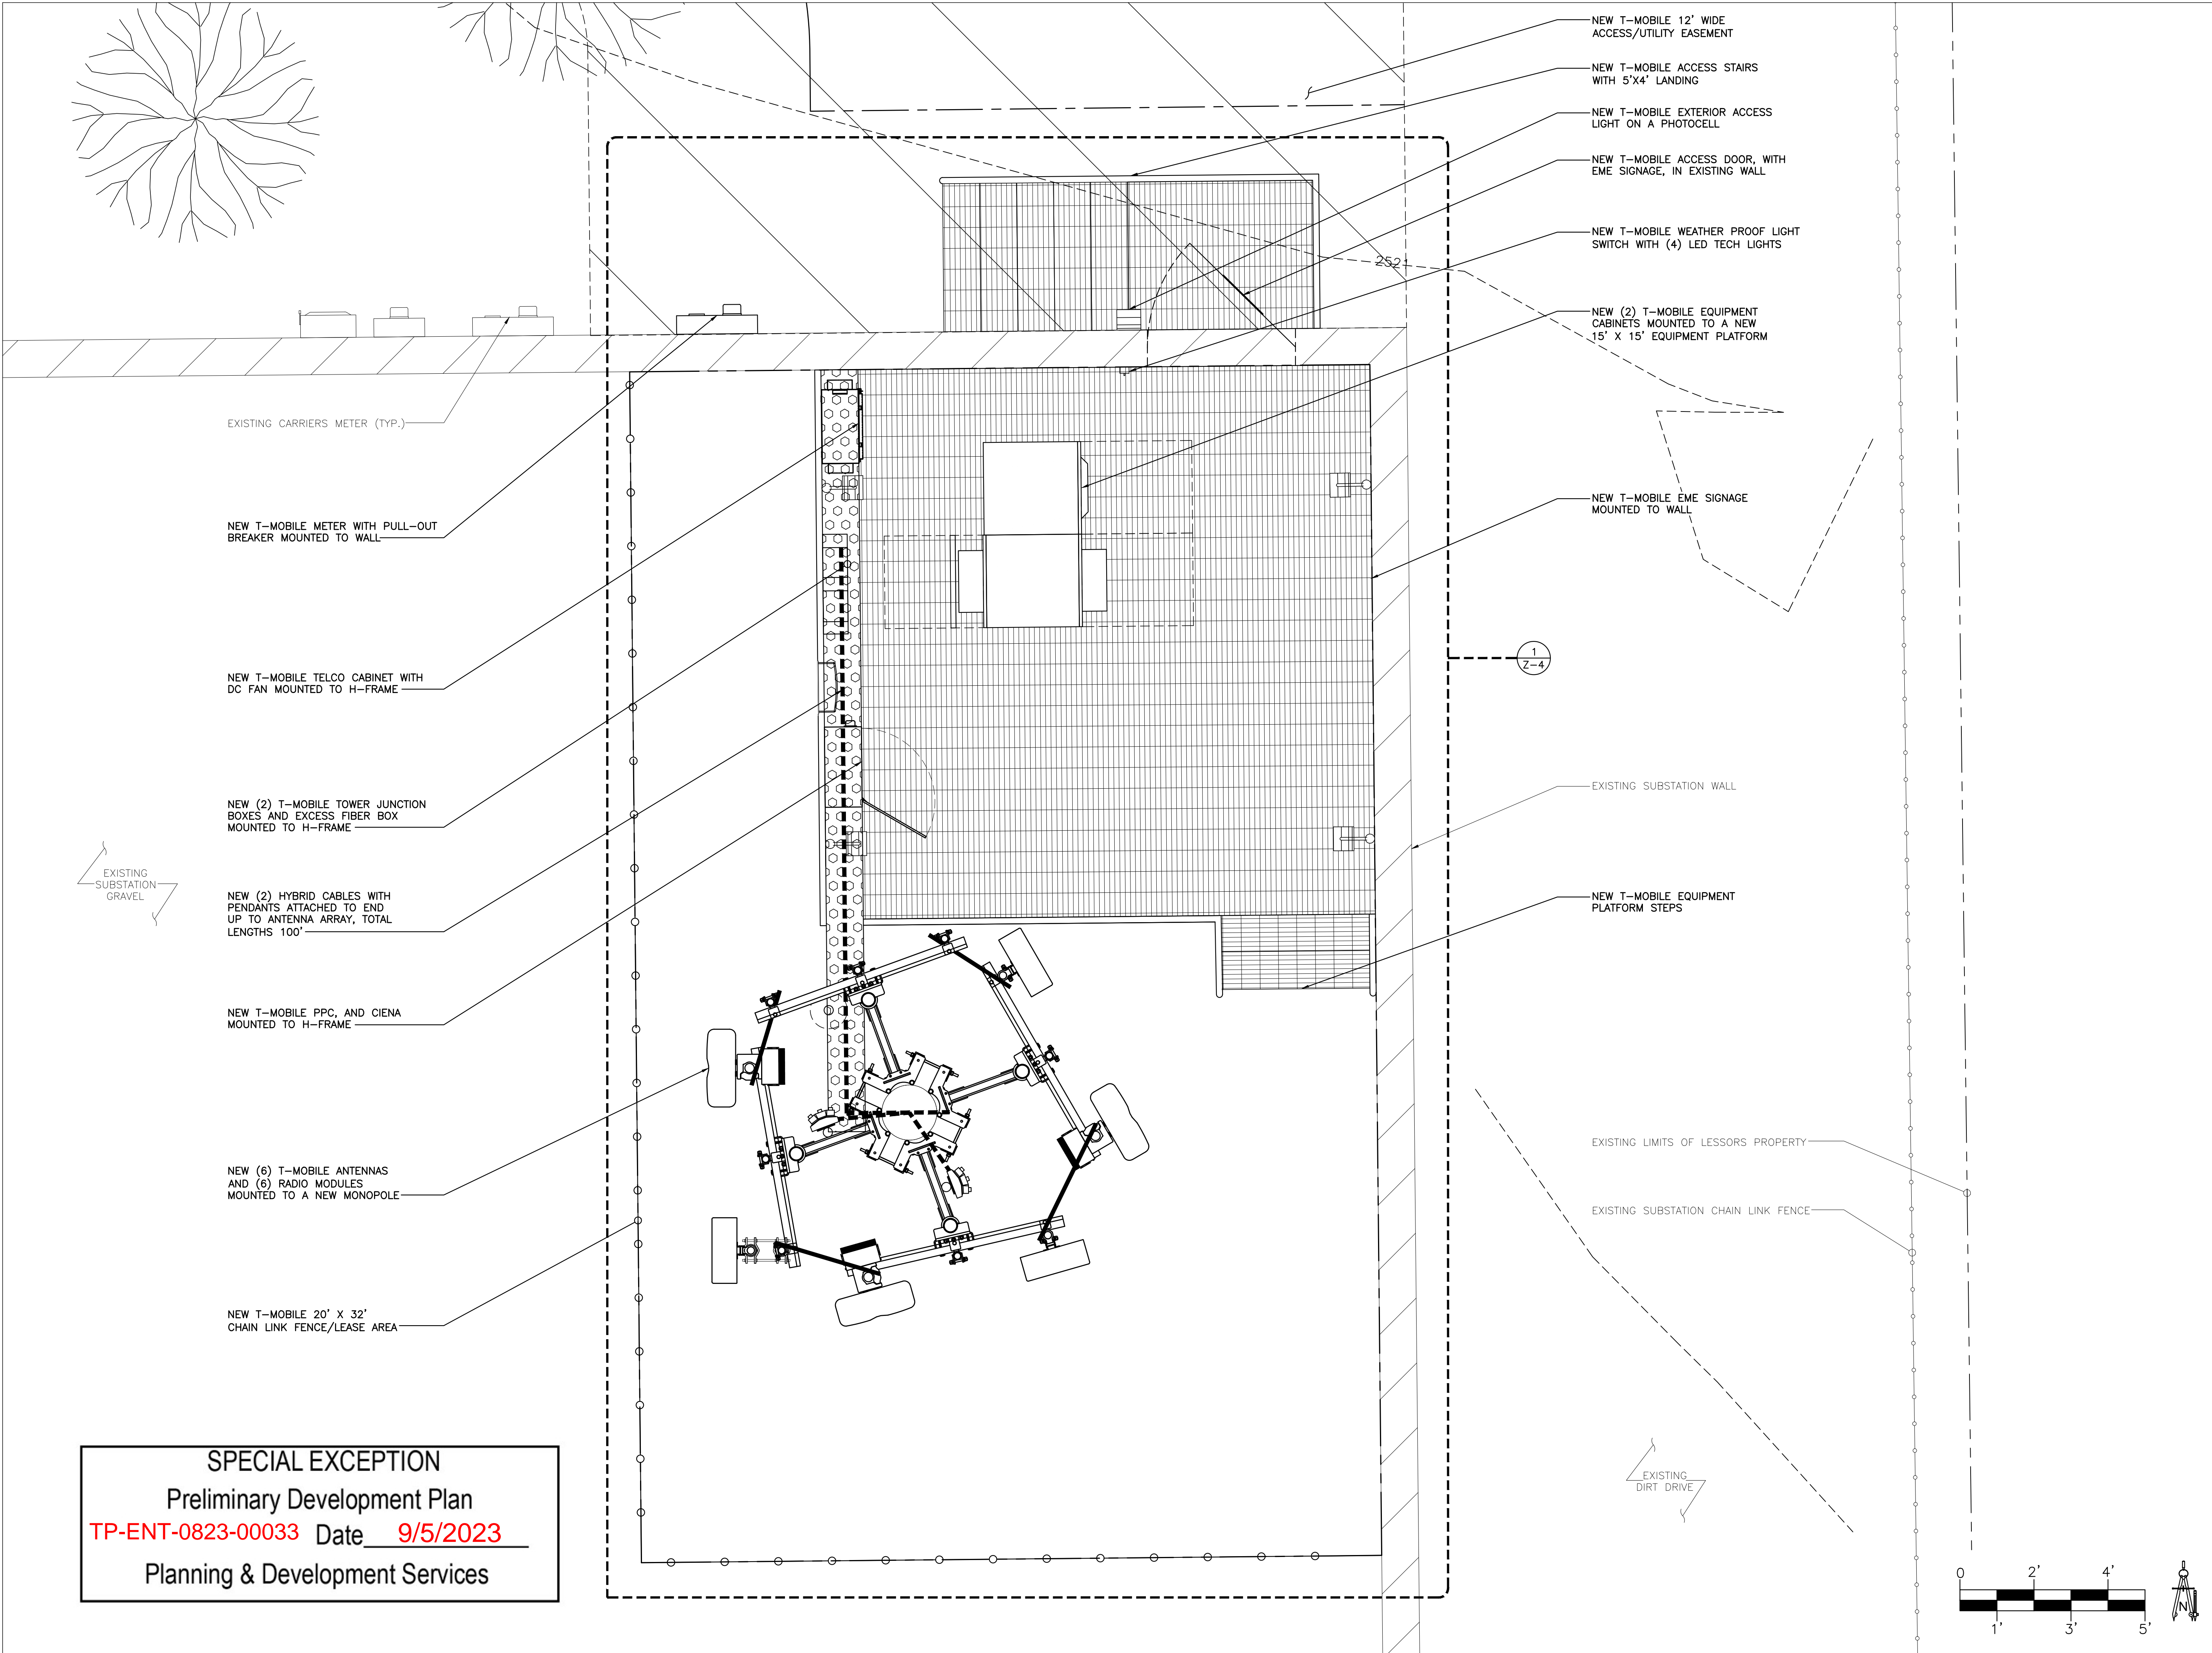 NEW T-MOBILE 12' WIDE
ACCESS/UTILITY EASEMENT
NEW T-MOBILE ACCESS STAIRS
WITH 5'X4' LANDING
NEW T-MOBILE EXTERIOR ACCESS
LIGHT ON A PHOTOCELL
NEW T-MOBILE ACCESS DOOR, WITH
EME SIGNAGE, IN EXISTING WALL
NEW T-MOBILE WEATHER PROOF LIGHT
SWITCH WITH (4) LED TECH LIGHTS
2521
NEW (2) T-MOBILE EQUIPMENT
CABINETS MOUNTED TO A NEW
15' X 15' EQUIPMENT PLATFORM
NEW T-MOBILE EME SIGNAGE
MOUNTED TO WALL
1
Z-4
EXISTING SUBSTATION WALL
NEW T-MOBILE EQUIPMENT
PLATFORM STEPS
EXISTING LIMITS OF LESSORS PROPERTY
EXISTING SUBSTATION CHAIN LINK FENCE
EXISTING
DIRT DRIVE
EXISTING CARRIERS METER (TYP.)
NEW T-MOBILE METER WITH PULL-OUT
BREAKER MOUNTED TO WALL
NEW T-MOBILE TELCO CABINET WITH
DC FAN MOUNTED TO H-FRAME
NEW (2) T-MOBILE TOWER JUNCTION
BOXES AND EXCESS FIBER BOX
MOUNTED TO H-FRAME
EXISTING
SUBSTATION
GRAVEL
NEW (2) HYBRID CABLES WITH
PENDANTS ATTACHED TO END
UP TO ANTENNA ARRAY, TOTAL
LENGTHS 100'
NEW T-MOBILE PPC, AND CIENA
MOUNTED TO H-FRAME
NEW (6) T-MOBILE ANTENNAS
AND (6) RADIO MODULES
MOUNTED TO A NEW MONOPOLE
NEW T-MOBILE 20' X 32'
CHAIN LINK FENCE/LEASE AREA
SPECIAL EXCEPTION
Preliminary Development Plan
TP-ENT-0823-00033 Date 9/5/2023
Planning & Development Services
0 2' 4'
1' 3' 5'
N